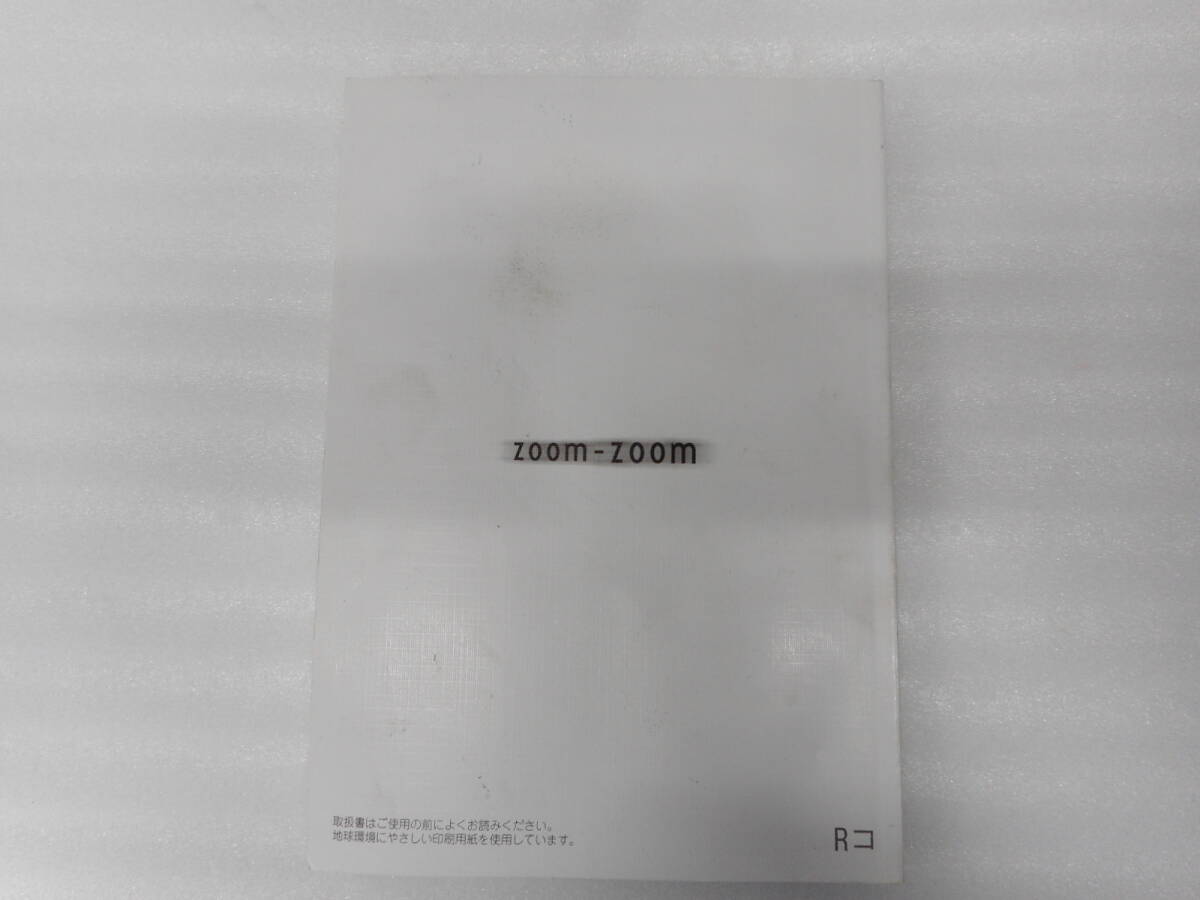 zoom-zoom
取扱書はご使用の前によくお読みください。
地球環境にやさしい印刷用紙を使用しています。
Rコ